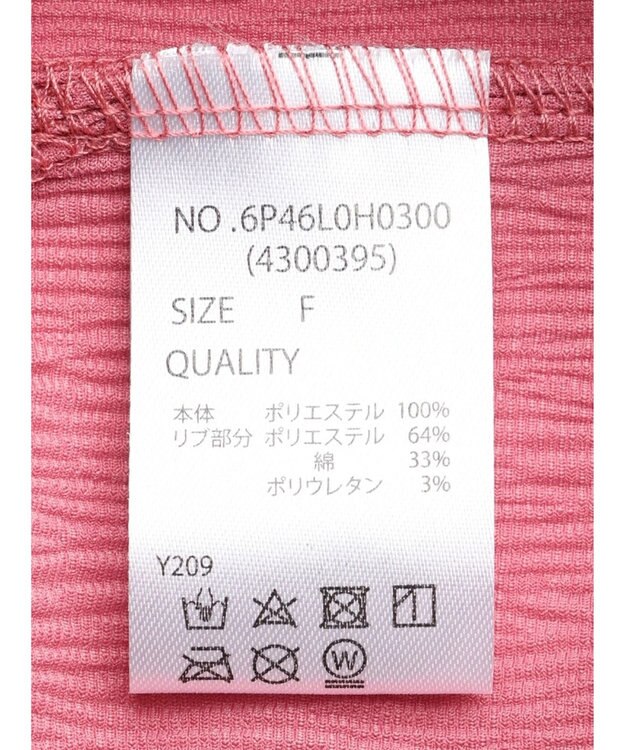 NO .6P46L0H0300
(4300395)
SIZE F
QUALITY
本体 ポリエステル 100%
リブ部分 ポリエステル 64%
綿 33%
ポリウレタン 3%
Y209
W